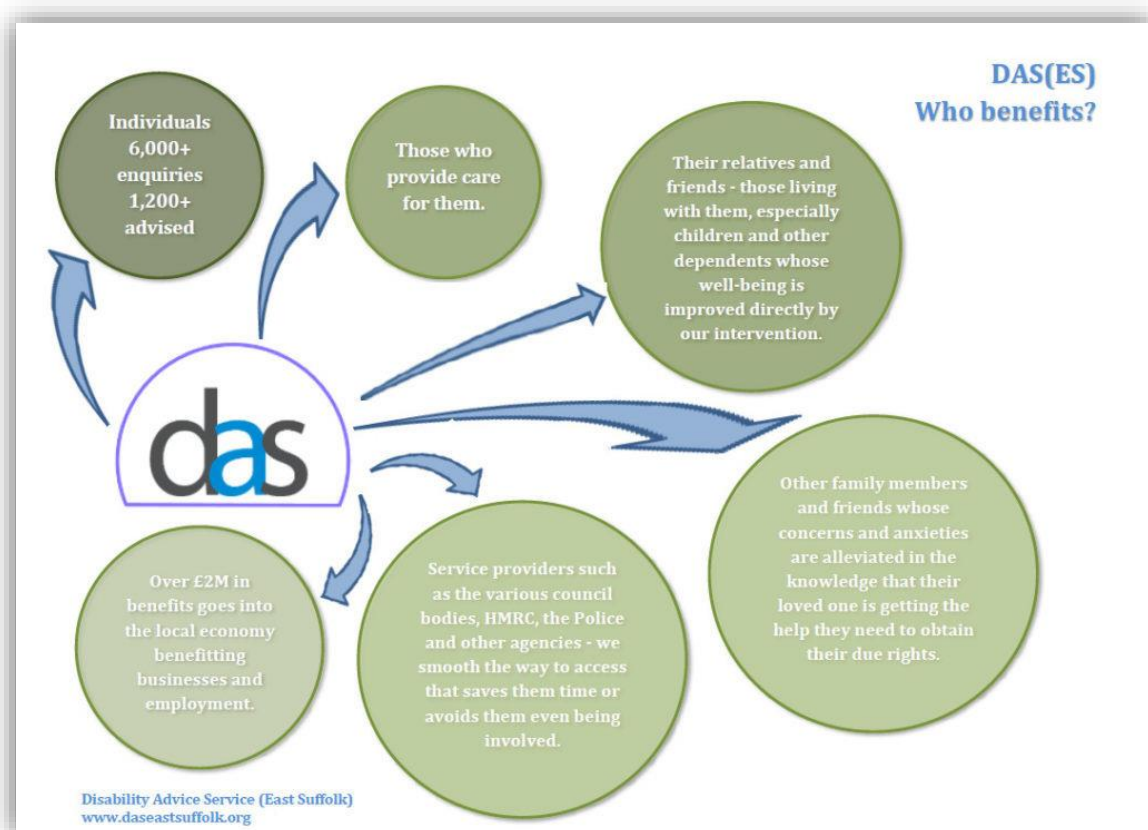 DAS(ES)
Who benefits?
Individuals
6,000+
enquiries
1,200+
advised
Those who
provide care
for them.
Their relatives and
friends - those living
with them, especially
children and other
dependents whose
well-being is
improved directly by
our intervention.
das
Other family members
and friends whose
concerns and anxieties
are alleviated in the
knowledge that their
loved one is getting the
help they need to obtain
their due rights.
Service providers such
as the various council
bodies, HMRC, the Police
and other agencies - we
smooth the way to access
that saves them time or
avoids them even being
involved.
Over £2M in
benefits goes into
the local economy
benefitting
businesses and
employment.
Disability Advice Service (East Suffolk)
www.daseastsuffolk.org